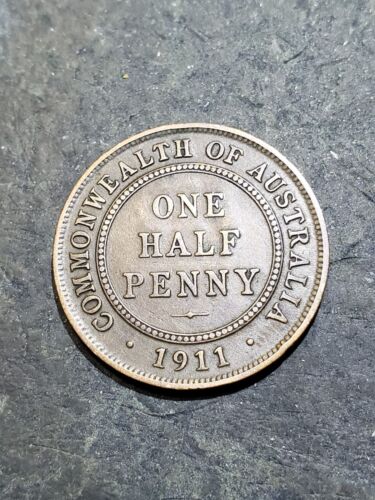 COMMONWEALTH OF AUSTRALIA
ONE
HALF
PENNY
· 1911 ·